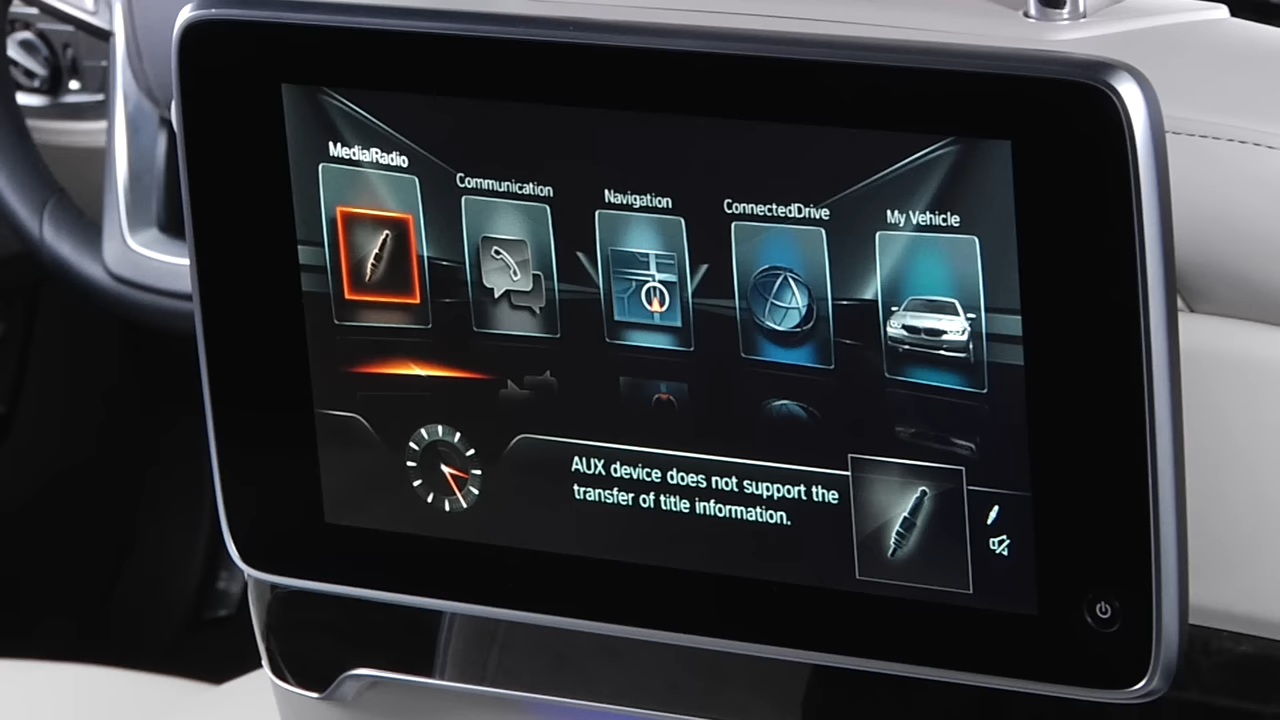 Media/Radio
Communication
Navigation
ConnectedDrive
My Vehicle
AUX device does not support the
transfer of title information.